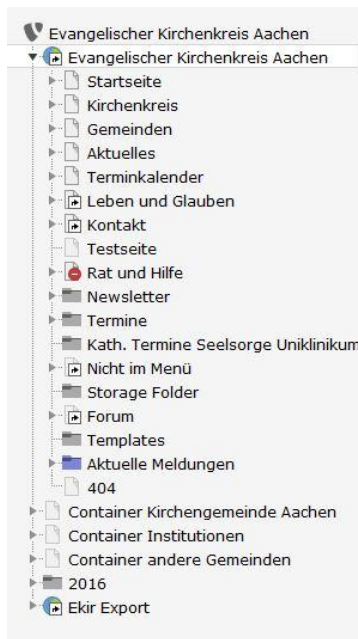 Evangelischer Kirchenkreis Aachen
Evangelischer Kirchenkreis Aachen
Startseite
Kirchenkreis
Gemeinden
Aktuelles
Terminkalender
Leben und Glauben
Kontakt
Testseite
Rat und Hilfe
Newsletter
Termine
Kath. Termine Seelsorge Uniklinikum
Nicht im Menü
Storage Folder
Forum
Templates
Aktuelle Meldungen
404
Container Kirchengemeinde Aachen
Container Institutionen
Container andere Gemeinden
2016
Ekir Export